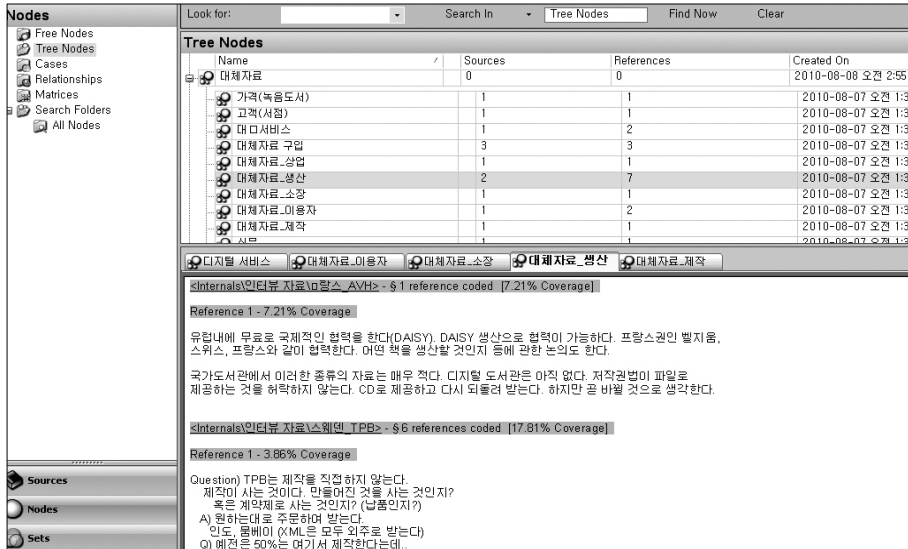 Nodes
Free Nodes
Tree Nodes
Cases
Relationships
Matrices
Search Folders
All Nodes
Sources
Nodes
Sets
Look for: Search In Tree Nodes Find Now Clear
Tree Nodes
Name Sources References Created On
대체자료 0 0 2010-08-08 오전 2:55
가격(녹음도서) 1 1 2010-08-07 오전 1:3
고객(서점) 1 1 2010-08-07 오전 1:3
대ㅁ서비스 1 2 2010-08-07 오전 1:3
대체자료 구입 3 3 2010-08-07 오전 1:3
대체자료_상업 1 1 2010-08-07 오전 1:3
대체자료_생산 2 7 2010-08-07 오전 1:3
대체자료_소장 1 1 2010-08-07 오전 1:3
대체자료_이용자 1 2 2010-08-07 오전 1:3
대체자료_제작 1 1 2010-08-07 오전 1:3
1 1 2010-08-07 오전 1:3
디지털 서비스 대체자료_이용자 대체자료_소장 대체자료_생산 대체자료_제작
<Internals\인터뷰 자료\ㅁ랑스_AVH> - § 1 reference coded [7.21% Coverage]
Reference 1 - 7.21% Coverage
유럽내에 무료로 국제적인 협력을 한다(DAISY). DAISY 생산으로 협력이 가능하다. 프랑스권인 벨지움,
스위스, 프랑스와 같이 협력한다. 어떤 책을 생산할 것인지 등에 관한 논의도 한다.
국가도서관에서 이러한 종류의 자료는 매우 적다. 디지털 도서관은 아직 없다. 저작권법이 파일로
제공하는 것을 허락하지 않는다. CD로 제공하고 다시 되돌려 받는다. 하지만 곧 바뀔 것으로 생각한다.
<Internals\인터뷰 자료\스웨덴_TPB> - § 6 references coded [17.81% Coverage]
Reference 1 - 3.86% Coverage
Question) TPB는 제작을 직접 하지 않는다.
제작이 사는 것이다. 만들어진 것을 사는 것인지?
혹은 계약제로 사는 것인지? (납품인지?)
A) 원하는대로 주문하여 받는다.
인도, 뭄베이 (XML은 모두 외주로 받는다)
Q) 예전은 50%는 여기서 제작한다는데..